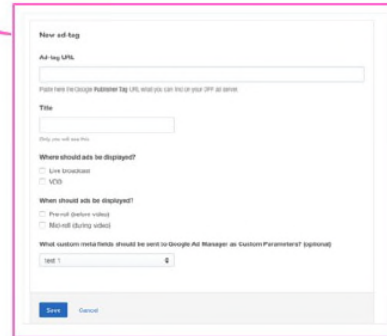 New ad-tag
Ad-tag URL
Paste here the Google Publisher Tag URL what you can find on your DFP ad server.
Title
Only you will see this
Where should ads be displayed?
Live broadcast
VOD
When should ads be displayed?
Pre-roll (before video)
Mid-roll (during video)
What custom meta fields should be sent to Google Ad Manager as Custom Parameters? (optional)
test 1
Save Cancel